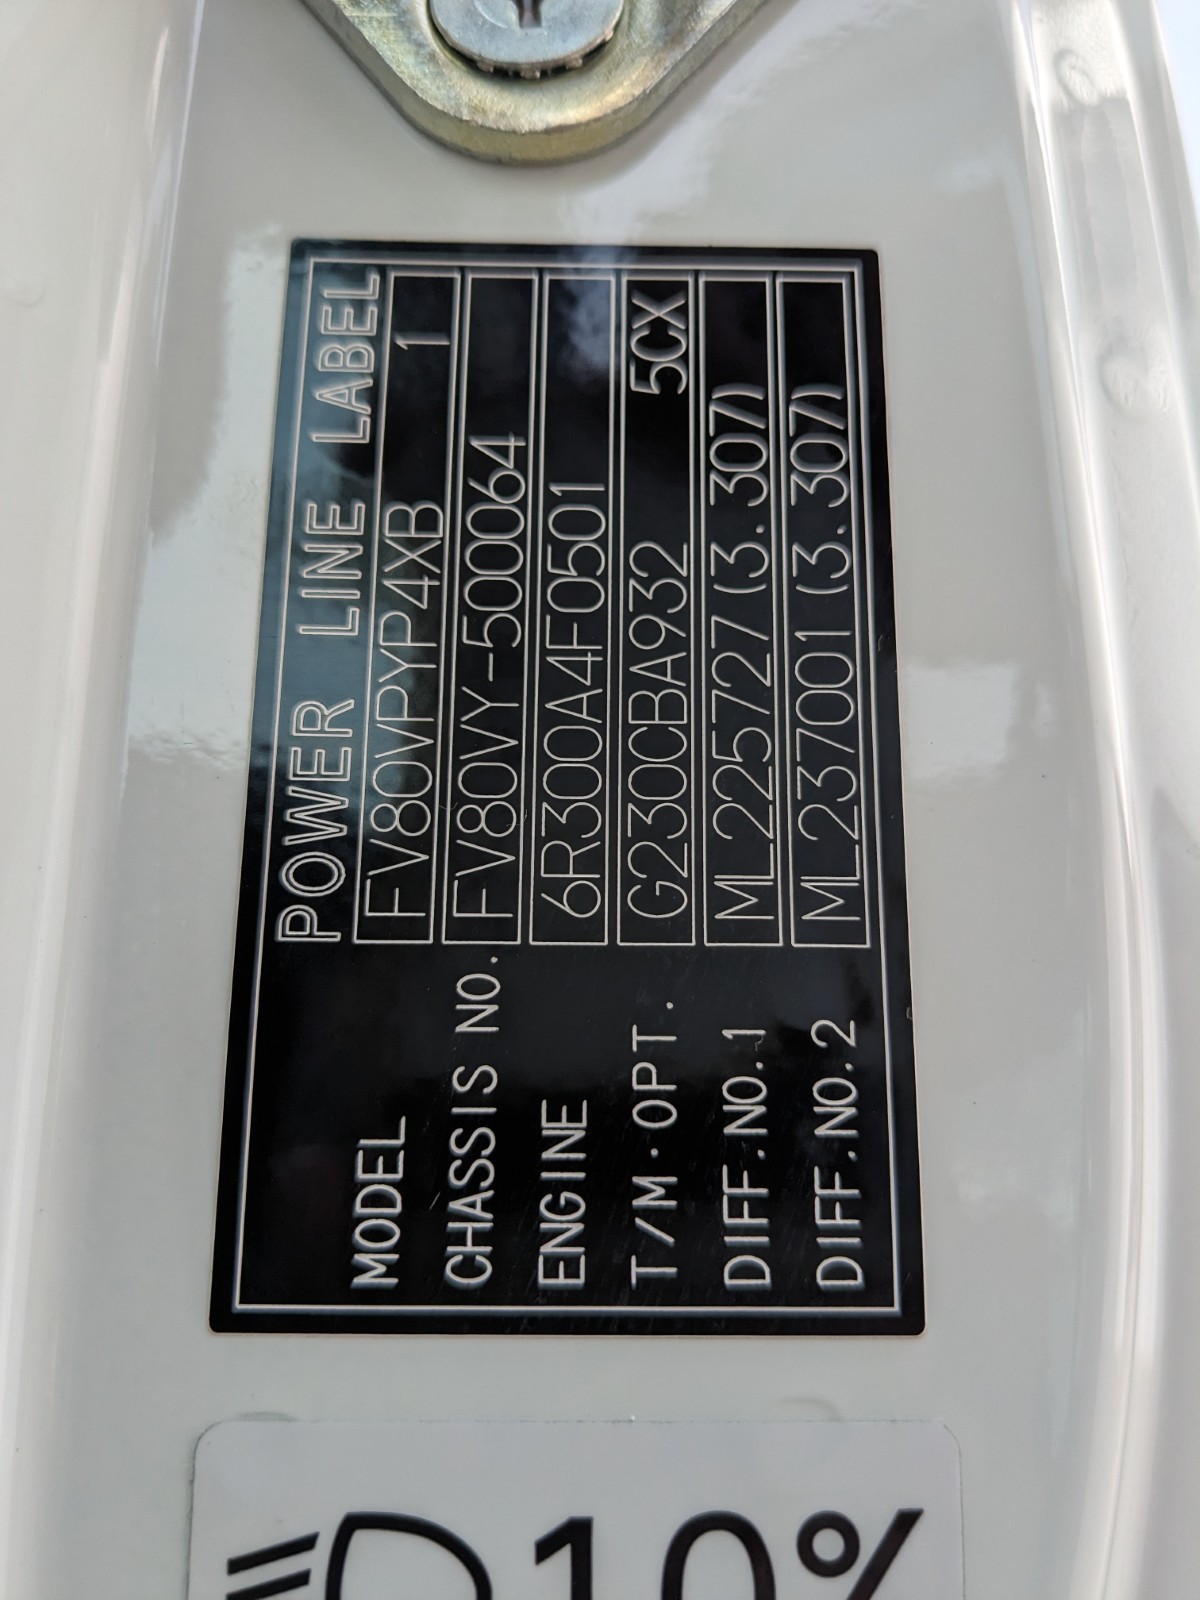 POWER LINE LABEL
MODEL FV80VPYP4XB 1
CHASSIS NO. FV80VY-500064
ENGINE 6R300A4F0501
T/M·OPT. G230CBA932 5CX
DIFF.NO.1 ML225727(3.307)
DIFF.NO.2 ML237001(3.307)
10%